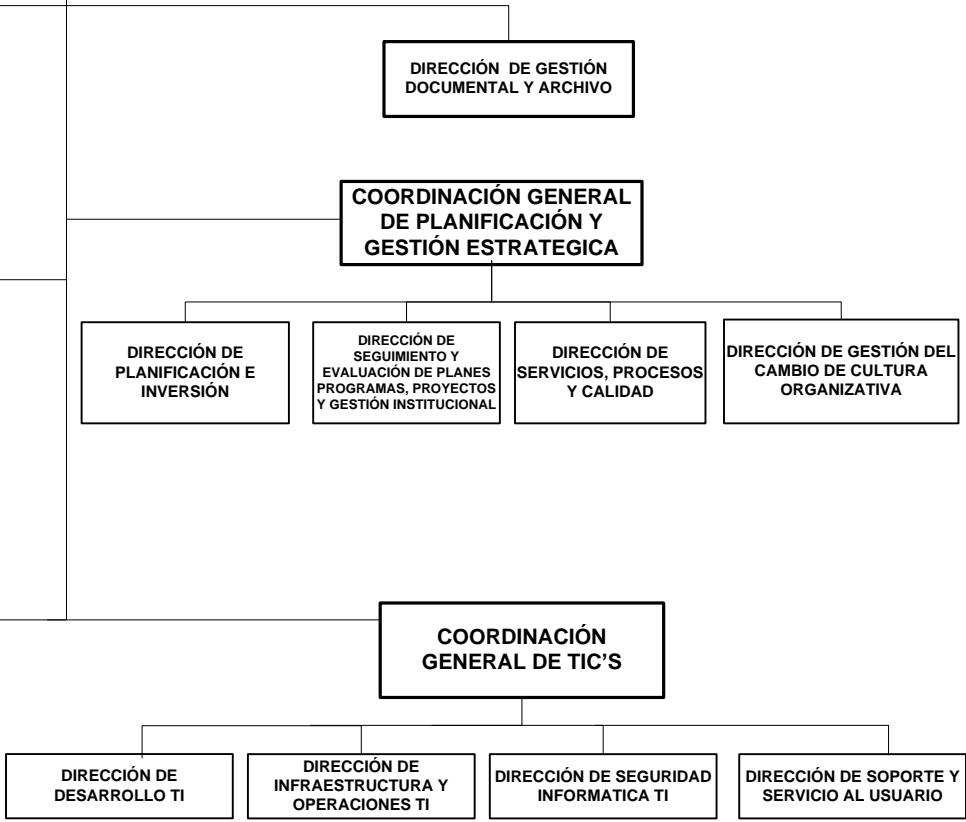 DIRECCIÓN DE GESTIÓN
DOCUMENTAL Y ARCHIVO
COORDINACIÓN GENERAL
DE PLANIFICACIÓN Y
GESTIÓN ESTRATEGICA
DIRECCIÓN DE
PLANIFICACIÓN E
INVERSIÓN
DIRECCIÓN DE
SEGUIMIENTO Y
EVALUACIÓN DE PLANES
PROGRAMAS, PROYECTOS
Y GESTIÓN INSTITUCIONAL
DIRECCIÓN DE
SERVICIOS, PROCESOS
Y CALIDAD
DIRECCIÓN DE GESTIÓN DEL
CAMBIO DE CULTURA
ORGANIZATIVA
COORDINACIÓN
GENERAL DE TIC’S
DIRECCIÓN DE
DESARROLLO TI
DIRECCIÓN DE
INFRAESTRUCTURA Y
OPERACIONES TI
DIRECCIÓN DE SEGURIDAD
INFORMATICA TI
DIRECCIÓN DE SOPORTE Y
SERVICIO AL USUARIO